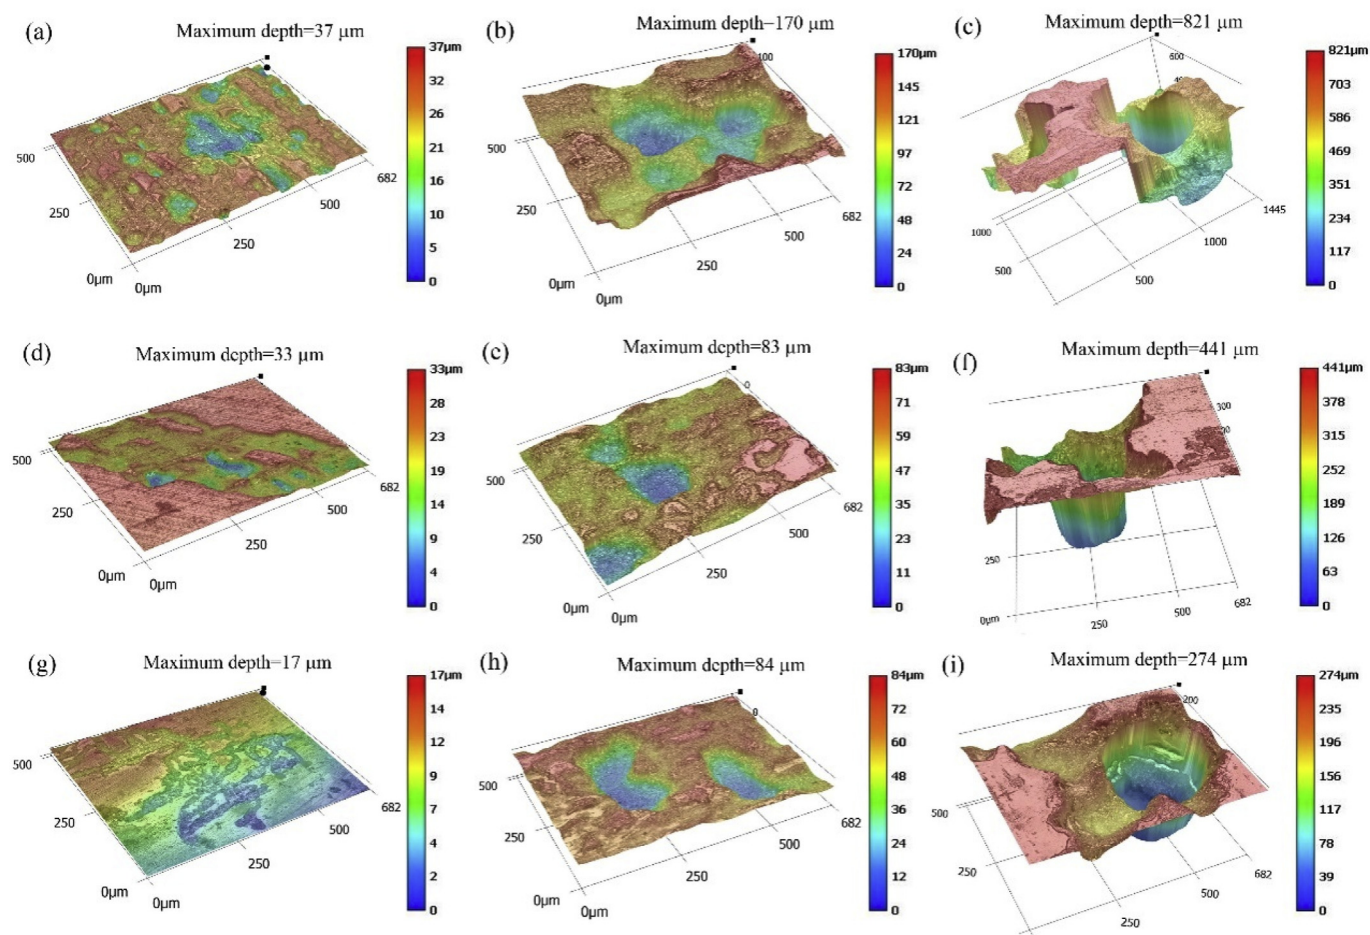 (a)
Maximum depth=37 μm
37μm
32
26
21
16
10
5
0
500
250
0μm
0μm
250
500
682
(b)
Maximum depth=170 μm
170μm
145
121
97
72
48
24
0
100
500
250
0μm
0μm
250
500
682
(c)
Maximum depth=821 μm
821μm
703
586
468
351
234
117
0
600
1000
500
500
1000
1445
(d)
Maximum depth=33 μm
33μm
28
23
19
14
9
4
0
500
250
0μm
0μm
250
500
682
(e)
Maximum depth=83 μm
83μm
71
59
47
35
23
11
0
0
500
250
0μm
0μm
250
500
682
(f)
Maximum depth=441 μm
441μm
378
315
252
189
126
63
0
300
250
0μm
250
500
682
(g)
Maximum depth=17 μm
17μm
14
12
9
7
4
2
0
500
250
0μm
0μm
250
500
682
(h)
Maximum depth=84 μm
84μm
72
60
48
36
24
12
0
0
500
250
0μm
0μm
250
500
682
(i)
Maximum depth=274 μm
274μm
235
196
156
117
78
39
0
200
500
250
250
500
682